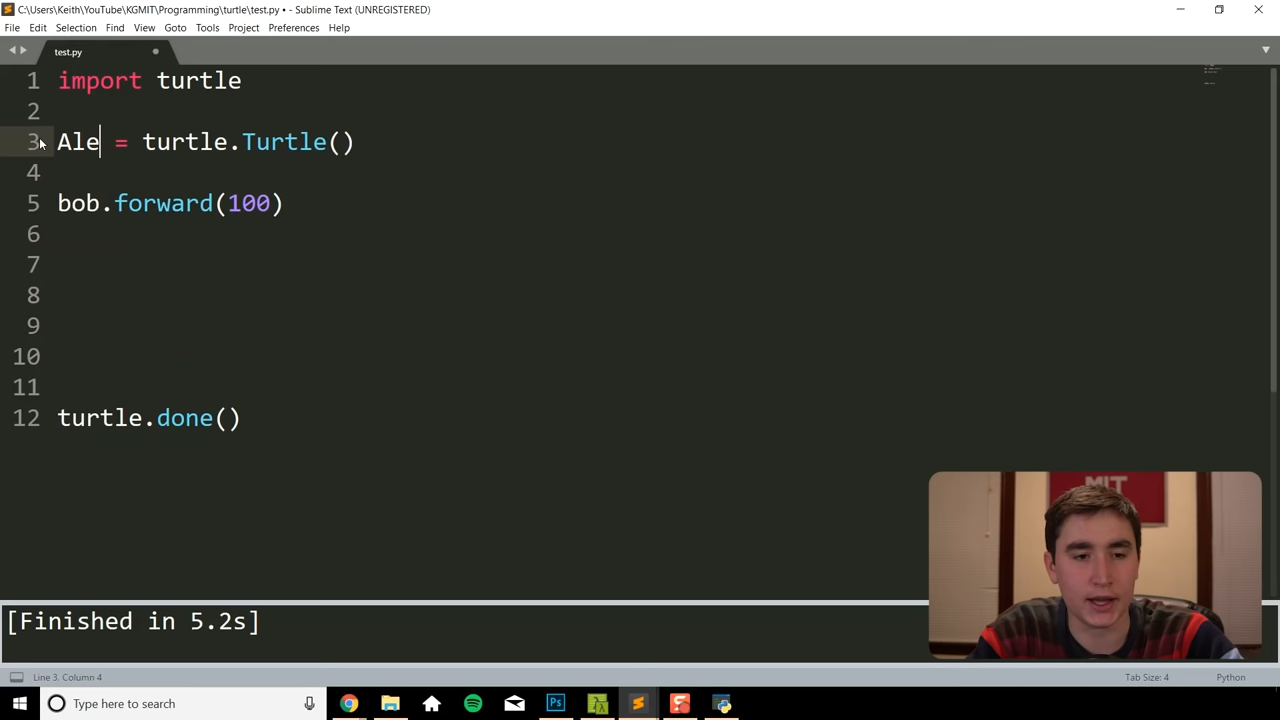 C:\Users\Keith\YouTube\KGMIT\Programming\turtle\test.py • - Sublime Text (UNREGISTERED)
File Edit Selection Find View Goto Tools Project Preferences Help
test.py
1 import turtle
2
3 Ale = turtle.Turtle()
4
5 bob.forward(100)
6
7
8
9
10
11
12 turtle.done()
MIT
[Finished in 5.2s]
Line 3, Column 4 Tab Size: 4 Python
Type here to search Ps